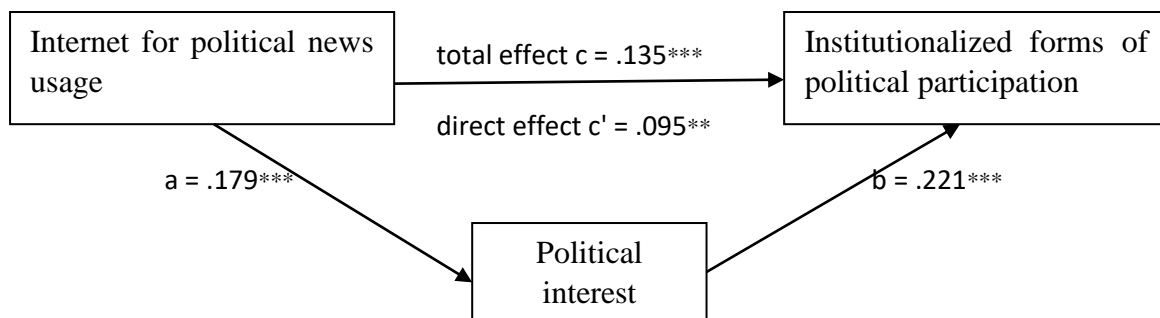 Internet for political news
usage
total effect c = .135***
direct effect c' = .095**
Institutionalized forms of
political participation
a = .179***
b = .221***
Political
interest